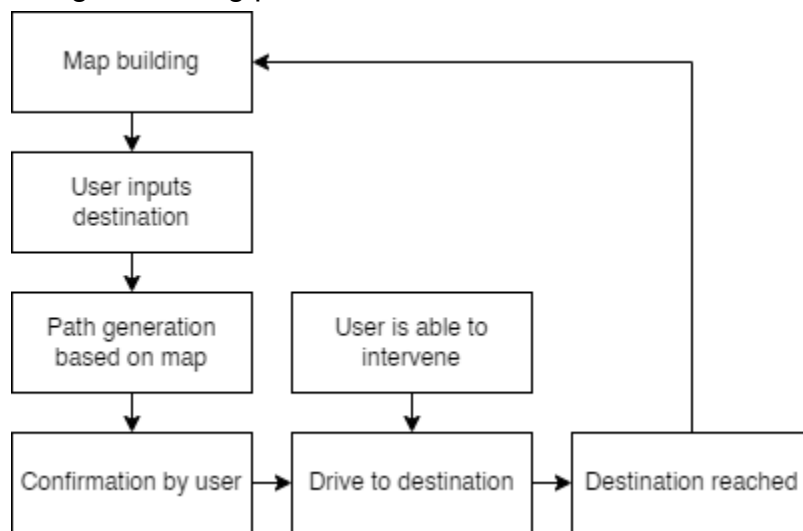 Map building
User inputs
destination
Path generation
based on map
User is able to
intervene
Confirmation by user
Drive to destination
Destination reached